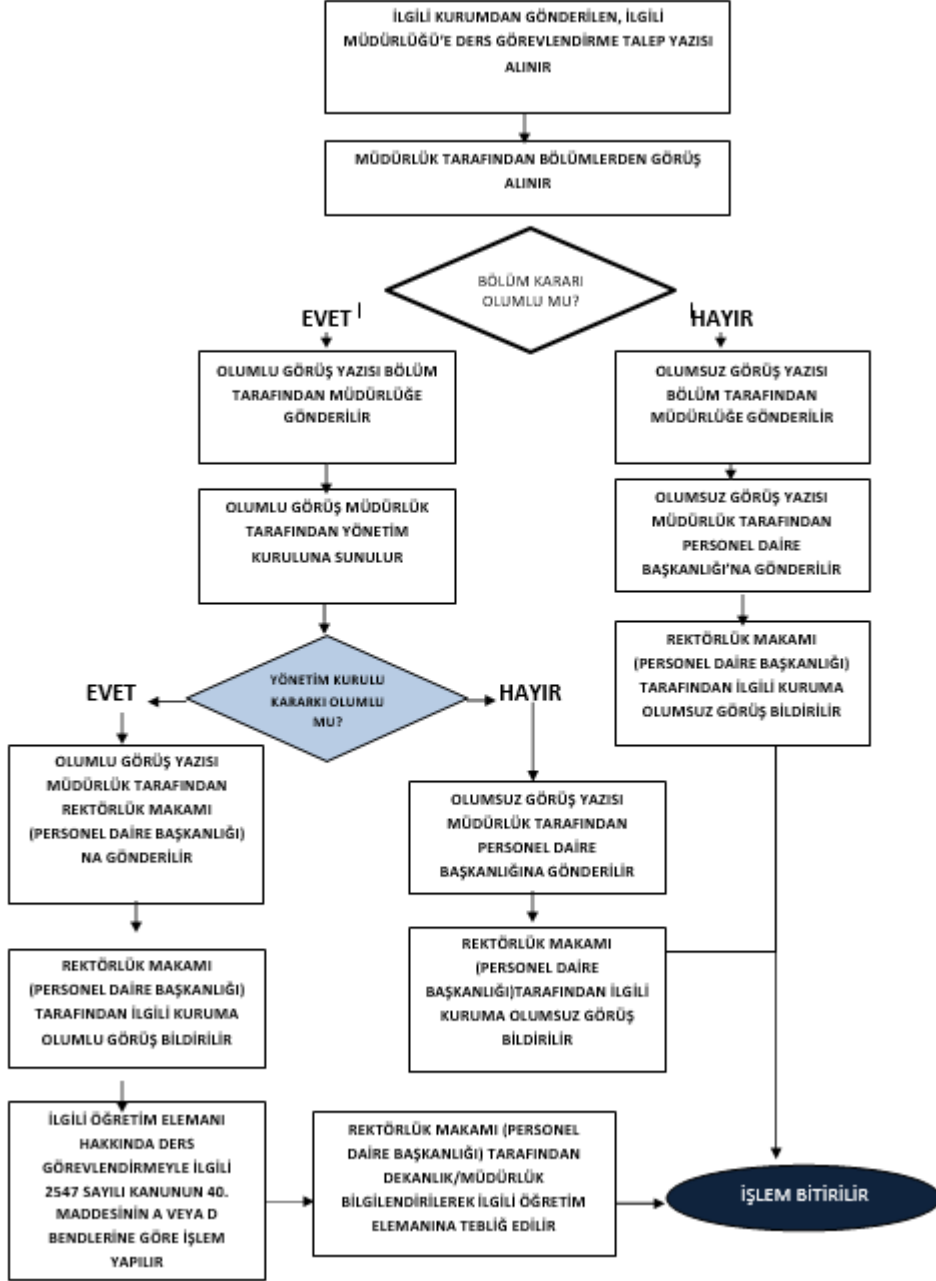 İLGİLİ KURUMDAN GÖNDERİLEN, İLGİLİ
MÜDÜRLÜĞÜ'E DERS GÖREVLENDİRME TALEP YAZISI
ALINIR
MÜDÜRLÜK TARAFINDAN BÖLÜMLERDEN GÖRÜŞ
ALINIR
BÖLÜM KARARI
OLUMLU MU?
EVET
HAYIR
OLUMLU GÖRÜŞ YAZISI BÖLÜM
TARAFINDAN MÜDÜRLÜĞE
GÖNDERİLİR
OLUMSUZ GÖRÜŞ YAZISI
BÖLÜM TARAFINDAN
MÜDÜRLÜĞE GÖNDERİLİR
OLUMLU GÖRÜŞ MÜDÜRLÜK
TARAFINDAN YÖNETİM
KURULUNA SUNULUR
OLUMSUZ GÖRÜŞ YAZISI
MÜDÜRLÜK TARAFINDAN
PERSONEL DAİRE
BAŞKANLIĞI'NA GÖNDERİLİR
REKTÖRLÜK MAKAMI
(PERSONEL DAİRE BAŞKANLIĞI)
TARAFINDAN İLGİLİ KURUMA
OLUMSUZ GÖRÜŞ BİLDİRİLİR
YÖNETİM KURULU
KARARKI OLUMLU
MU?
EVET
HAYIR
OLUMLU GÖRÜŞ YAZISI
MÜDÜRLÜK TARAFINDAN
REKTÖRLÜK MAKAMI
(PERSONEL DAİRE BAŞKANLIĞI)
NA GÖNDERİLİR
OLUMSUZ GÖRÜŞ YAZISI
MÜDÜRLÜK TARAFINDAN
PERSONEL DAİRE
BAŞKANLIĞINA GÖNDERİLİR
REKTÖRLÜK MAKAMI
(PERSONEL DAİRE BAŞKANLIĞI)
TARAFINDAN İLGİLİ KURUMA
OLUMLU GÖRÜŞ BİLDİRİLİR
REKTÖRLÜK MAKAMI
(PERSONEL DAİRE
BAŞKANLIĞI)TARAFINDAN İLGİLİ
KURUMA OLUMSUZ GÖRÜŞ
BİLDİRİLİR
İLGİLİ ÖĞRETİM ELEMANI
HAKKINDA DERS
GÖREVLENDİRMEYLE İLGİLİ
2547 SAYILI KANUNUN 40.
MADDESİNİN A VEYA D
BENDLERİNE GÖRE İŞLEM
YAPILIR
REKTÖRLÜK MAKAMI (PERSONEL
DAİRE BAŞKANLIĞI) TARAFINDAN
DEKANLIK/MÜDÜRLÜK
BİLGİLENDİRİLEREK İLGİLİ ÖĞRETİM
ELEMANINA TEBLİĞ EDİLİR
İŞLEM BİTİRİLİR